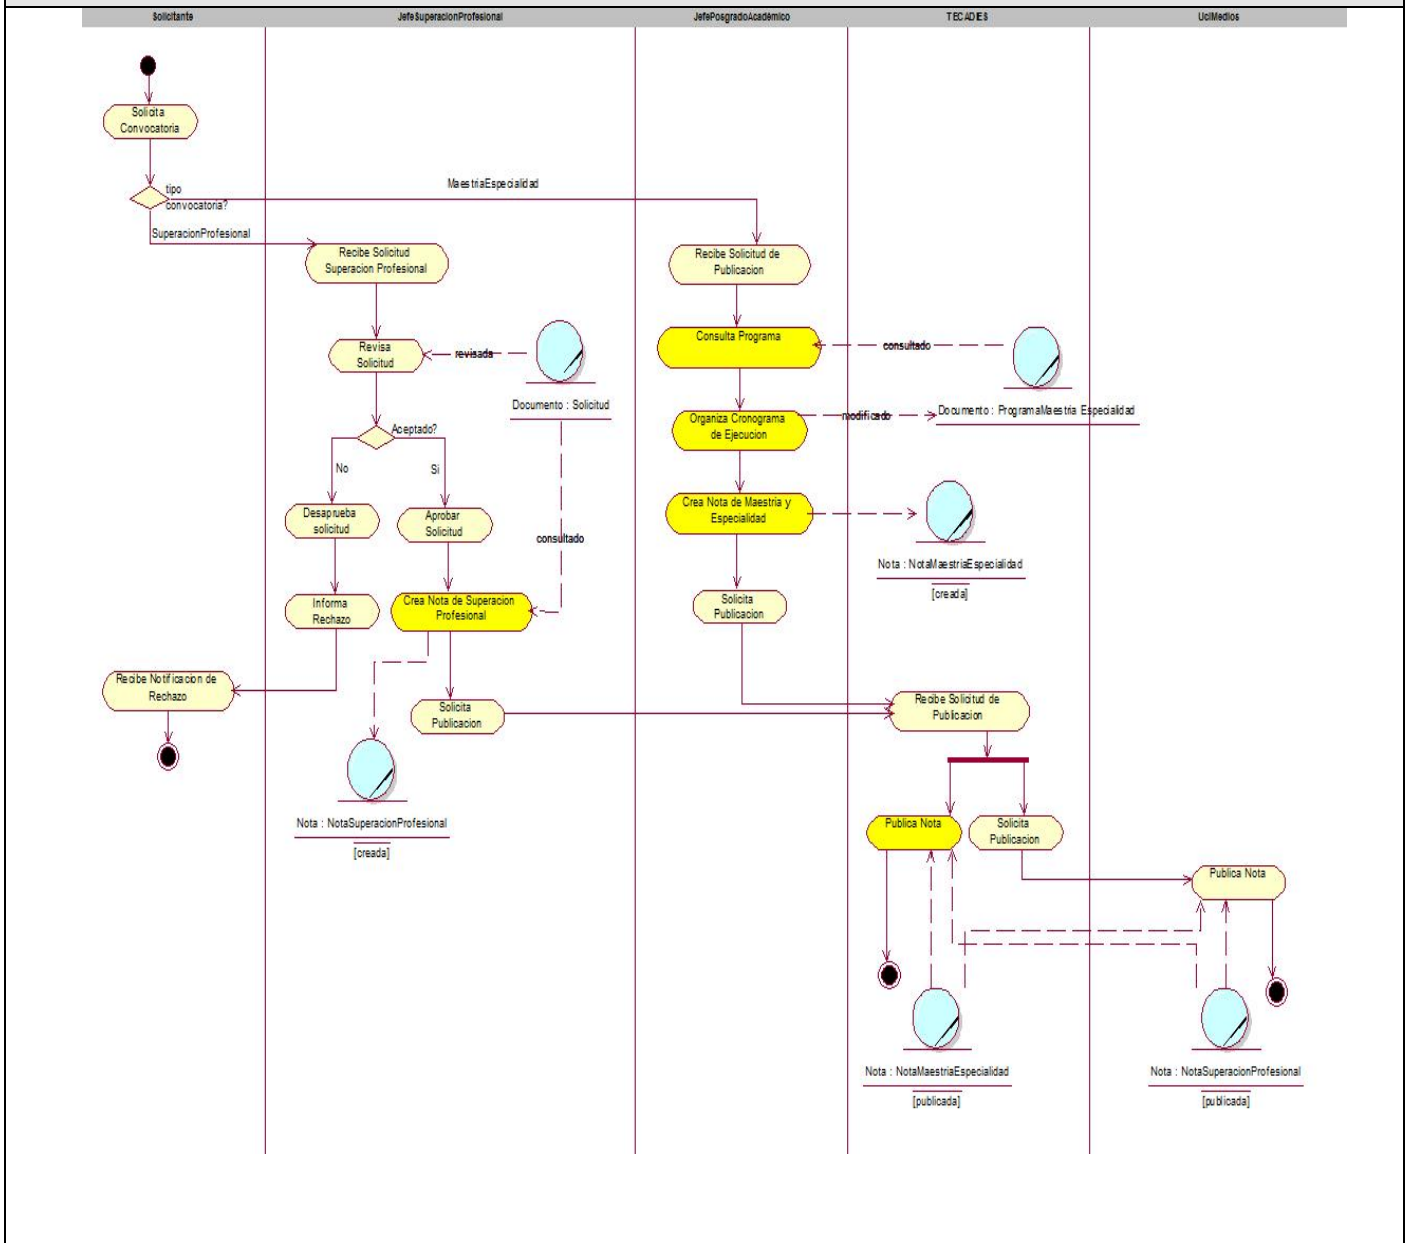 Solicitante
JefeSuperacionProfesional
JefePosgradoAcadémico
TECADIES
UciMedios
Solicita
Convocatoria
tipo
convocatoria?
MaestriaEspecialidad
SuperacionProfesional
Recibe Solicitud
Superacion Profesional
Recibe Solicitud de
Publicacion
Revisa
Solicitud
revisada
Documento : Solicitud
Consulta Programa
consultado
Documento : ProgramaMaestria Especialidad
Organiza Cronograma
de Ejecucion
modificado
Aceptado?
No
Si
Desaprueba
solicitud
Aprobar
Solicitud
consultado
Crea Nota de Maestria y
Especialidad
Nota : NotaMaestriaEspecialidad
[creada]
Informa
Rechazo
Crea Nota de Superacion
Profesional
Solicita
Publicacion
Recibe Notificacion de
Rechazo
Solicita
Publicacion
Recibe Solicitud de
Publicacion
Nota : NotaSuperacionProfesional
[creada]
Publica Nota
Solicita
Publicacion
Publica Nota
Nota : NotaMaestriaEspecialidad
[publicada]
Nota : NotaSuperacionProfesional
[publicada]